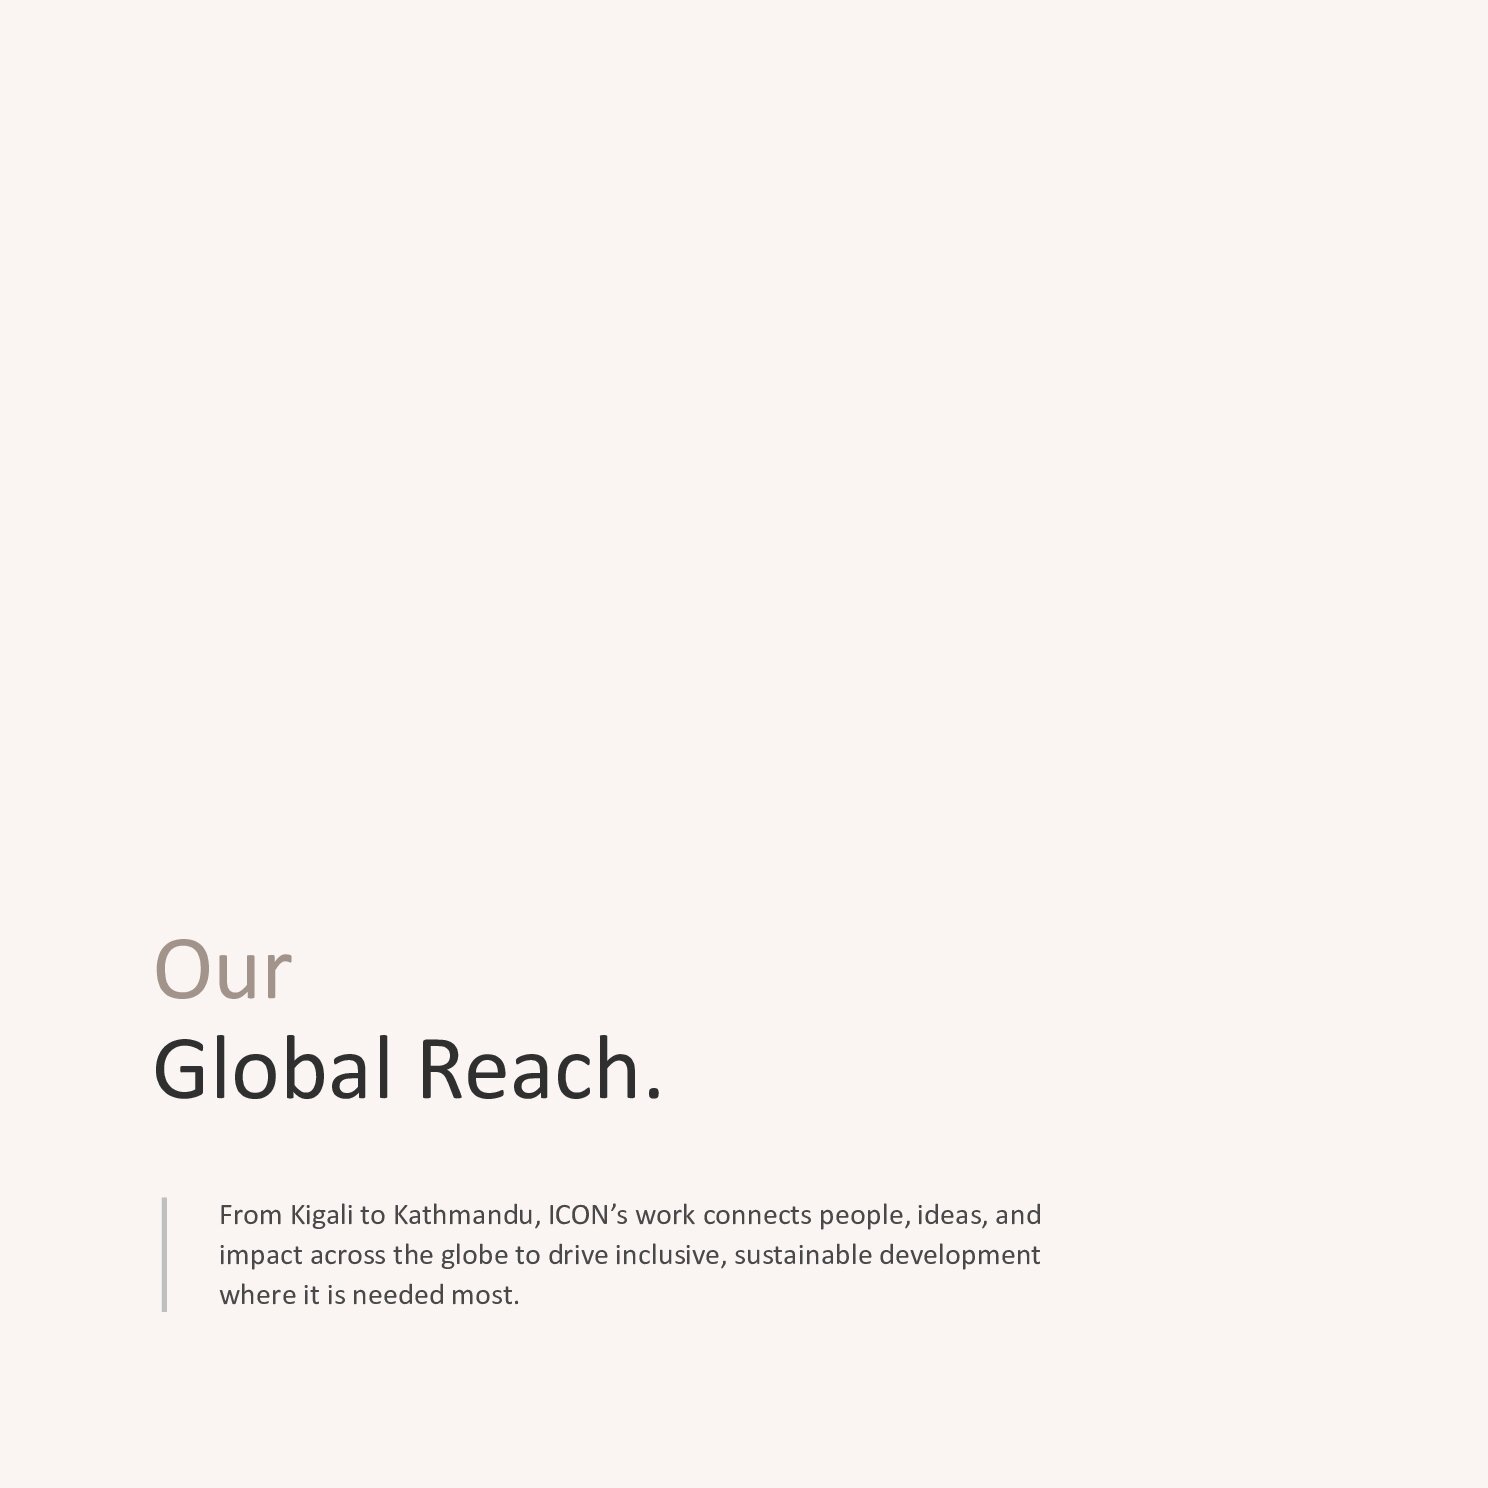 Our
Global Reach.
From Kigali to Kathmandu, ICON’s work connects people, ideas, and
impact across the globe to drive inclusive, sustainable development
where it is needed most.